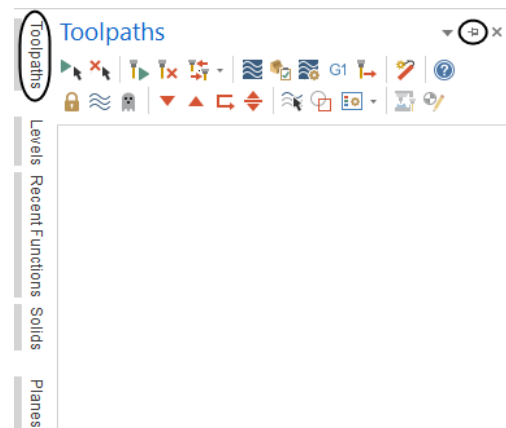 Toolpaths
Toolpaths
G1
Levels
Recent Functions
Solids
Planes